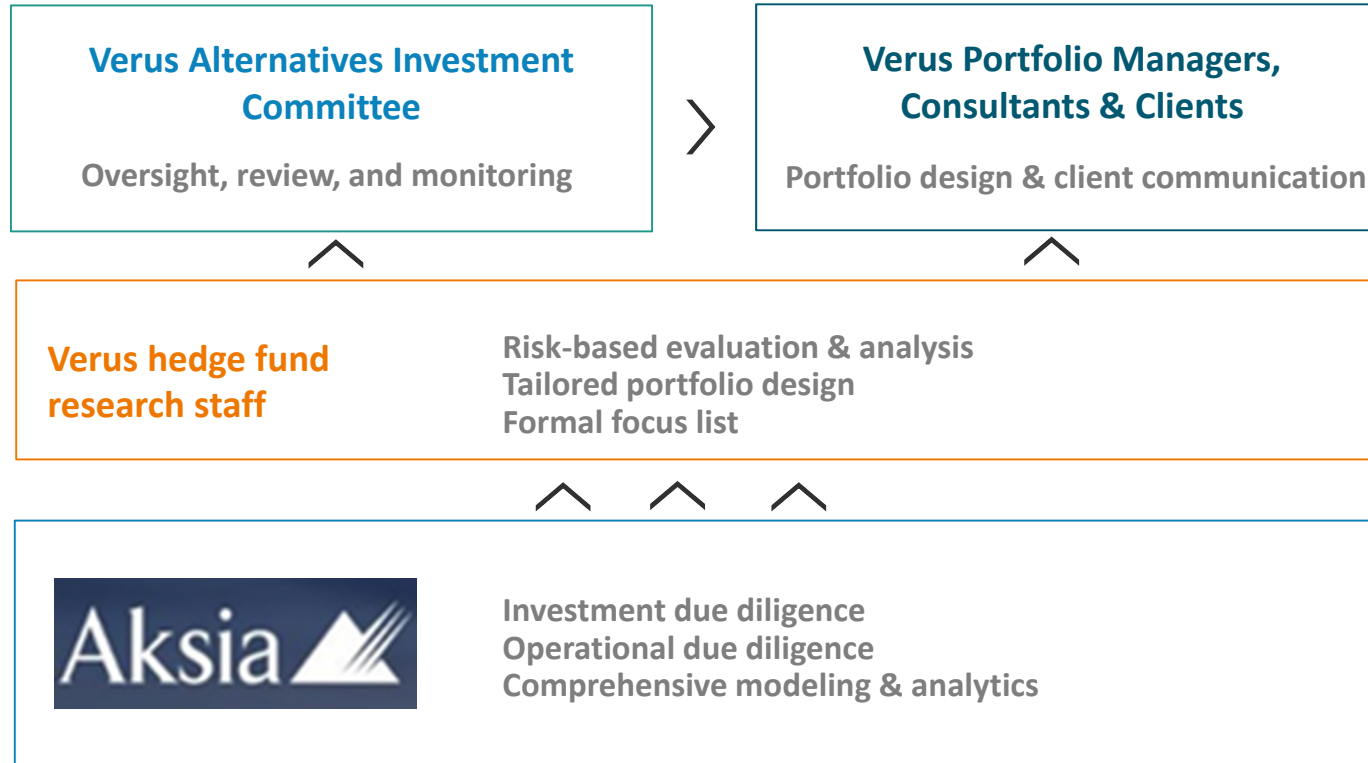 Verus Alternatives Investment
Committee
Oversight, review, and monitoring
Verus Portfolio Managers,
Consultants & Clients
Portfolio design & client communication
Verus hedge fund
research staff
Risk-based evaluation & analysis
Tailored portfolio design
Formal focus list
Aksia
Investment due diligence
Operational due diligence
Comprehensive modeling & analytics